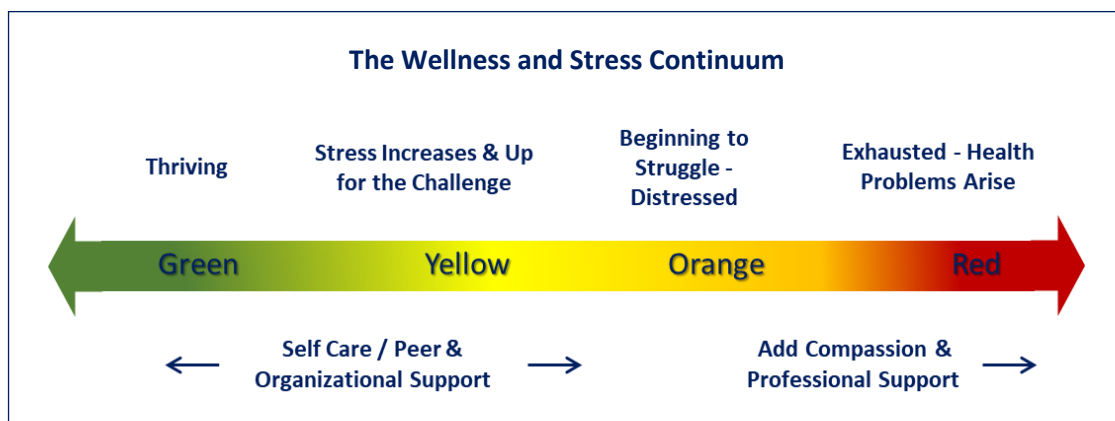 The Wellness and Stress Continuum
Thriving
Stress Increases & Up
for the Challenge
Beginning to
Struggle -
Distressed
Exhausted - Health
Problems Arise
Green
Yellow
Orange
Red
Self Care / Peer &
Organizational Support
Add Compassion &
Professional Support